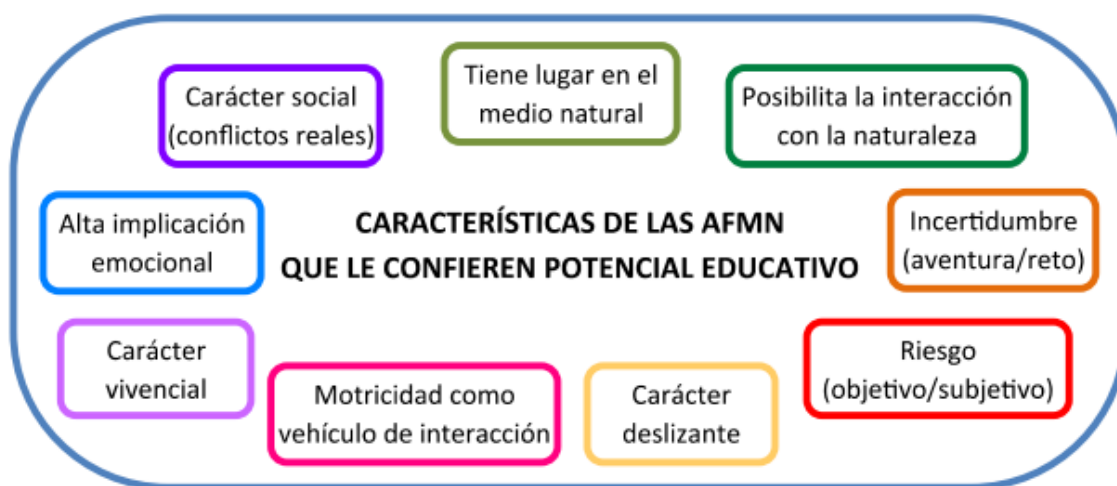 Tiene lugar en el
medio natural
Carácter social
(conflictos reales)
Posibilita la interacción
con la naturaleza
Alta implicación
emocional
CARACTERÍSTICAS DE LAS AFMN
QUE LE CONFIEREN POTENCIAL EDUCATIVO
Incertidumbre
(aventura/reto)
Carácter
vivencial
Motricidad como
vehículo de interacción
Carácter
deslizante
Riesgo
(objetivo/subjetivo)